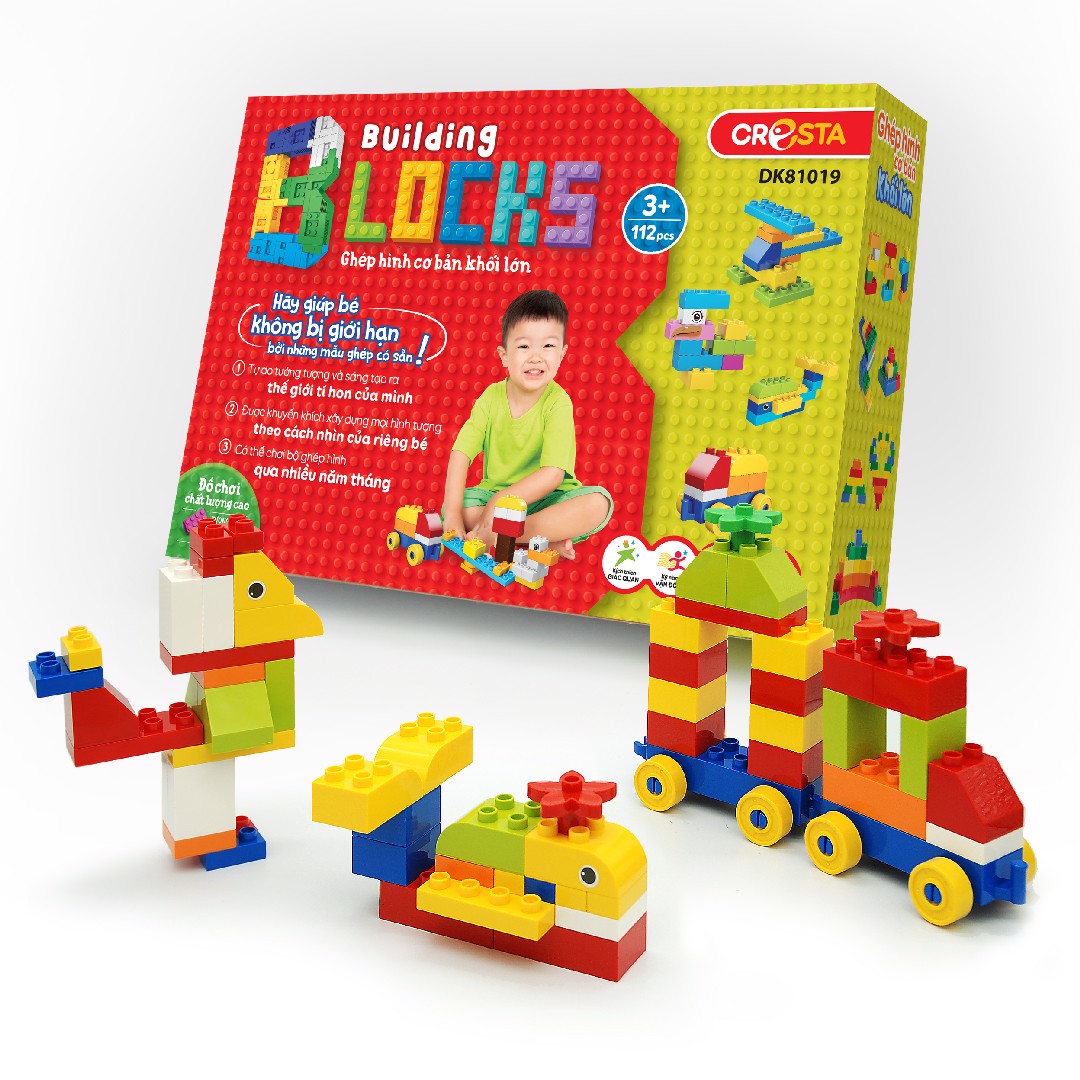 Building
BLOCKS
Ghép hình cơ bản khối lớn
3+
112 pcs
CRESTA
DK81019
Hãy giúp bé
không bị giới hạn
bởi những mẫu ghép có sẵn!
1 Tự do tưởng tượng và sáng tạo ra
thế giới tí hon của mình
2 Được khuyến khích xây dựng mọi hình tượng
theo cách nhìn của riêng bé
3 Có thể chơi bộ ghép hình
qua nhiều năm tháng
Đồ chơi
chất lượng cao
Kích thích
GIÁC QUAN
Ghép hình
cơ bản
khối lớn